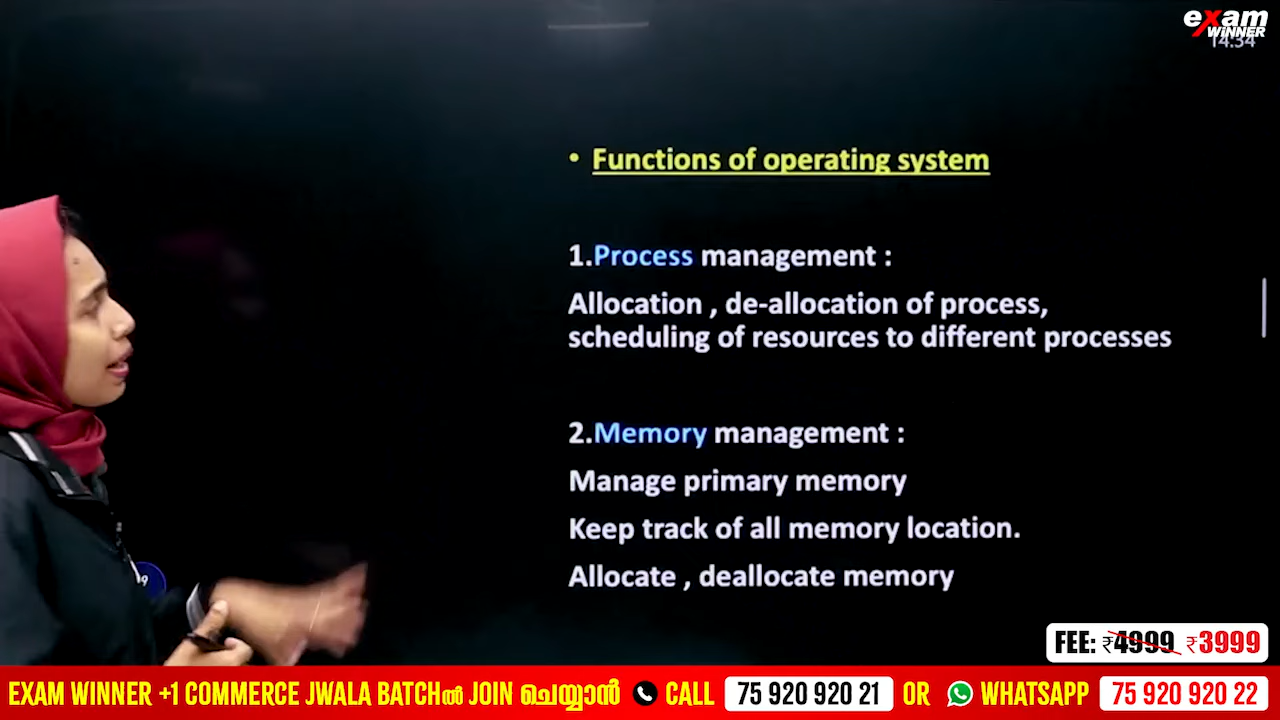 exam
WINNER
14:34
• Functions of operating system
1.Process management :
Allocation , de-allocation of process,
scheduling of resources to different processes
2.Memory management :
Manage primary memory
Keep track of all memory location.
Allocate , deallocate memory
9
FEE: ₹4999 ₹3999
EXAM WINNER +1 COMMERCE JWALA BATCHൽ JOIN ചെയ്യാൻ CALL 75 920 920 21 OR WHATSAPP 75 920 920 22